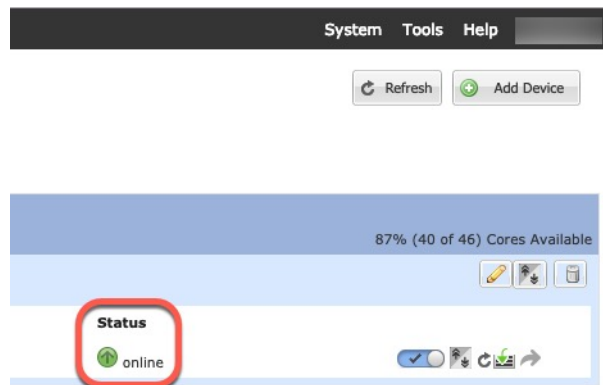 System Tools Help
Refresh Add Device
87% (40 of 46) Cores Available
Status
online